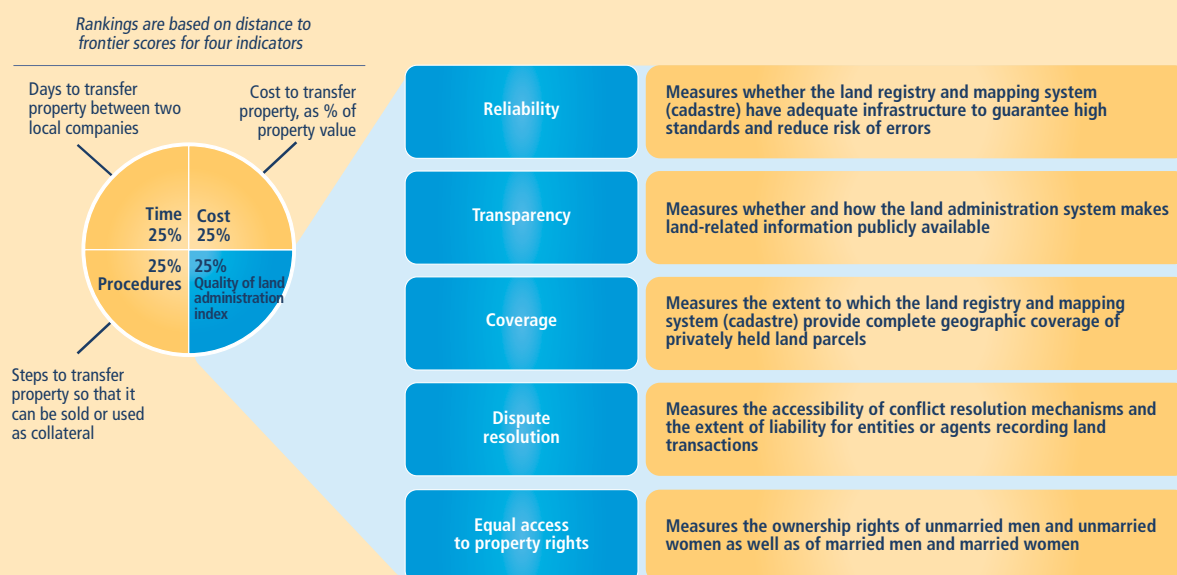 Rankings are based on distance to
frontier scores for four indicators
Days to transfer
property between two
local companies
Cost to transfer
property, as % of
property value
Time
25%
Cost
25%
25%
Procedures
25%
Quality of land
administration
index
Steps to transfer
property so that it
can be sold or used
as collateral
Reliability
Measures whether the land registry and mapping system
(cadastre) have adequate infrastructure to guarantee high
standards and reduce risk of errors
Transparency
Measures whether and how the land administration system makes
land-related information publicly available
Coverage
Measures the extent to which the land registry and mapping
system (cadastre) provide complete geographic coverage of
privately held land parcels
Dispute
resolution
Measures the accessibility of conflict resolution mechanisms and
the extent of liability for entities or agents recording land
transactions
Equal access
to property rights
Measures the ownership rights of unmarried men and unmarried
women as well as of married men and married women